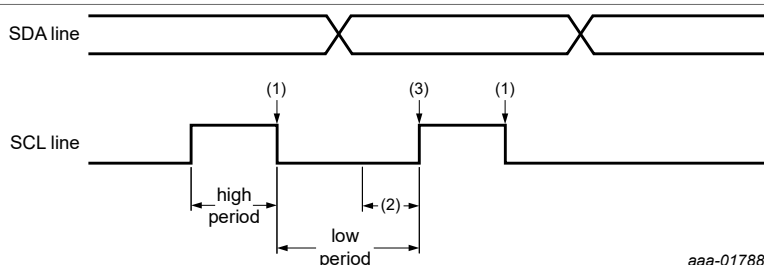 SDA line
(1)
(3)
(1)
SCL line
high
period
(2)
low
period
aaa-01788